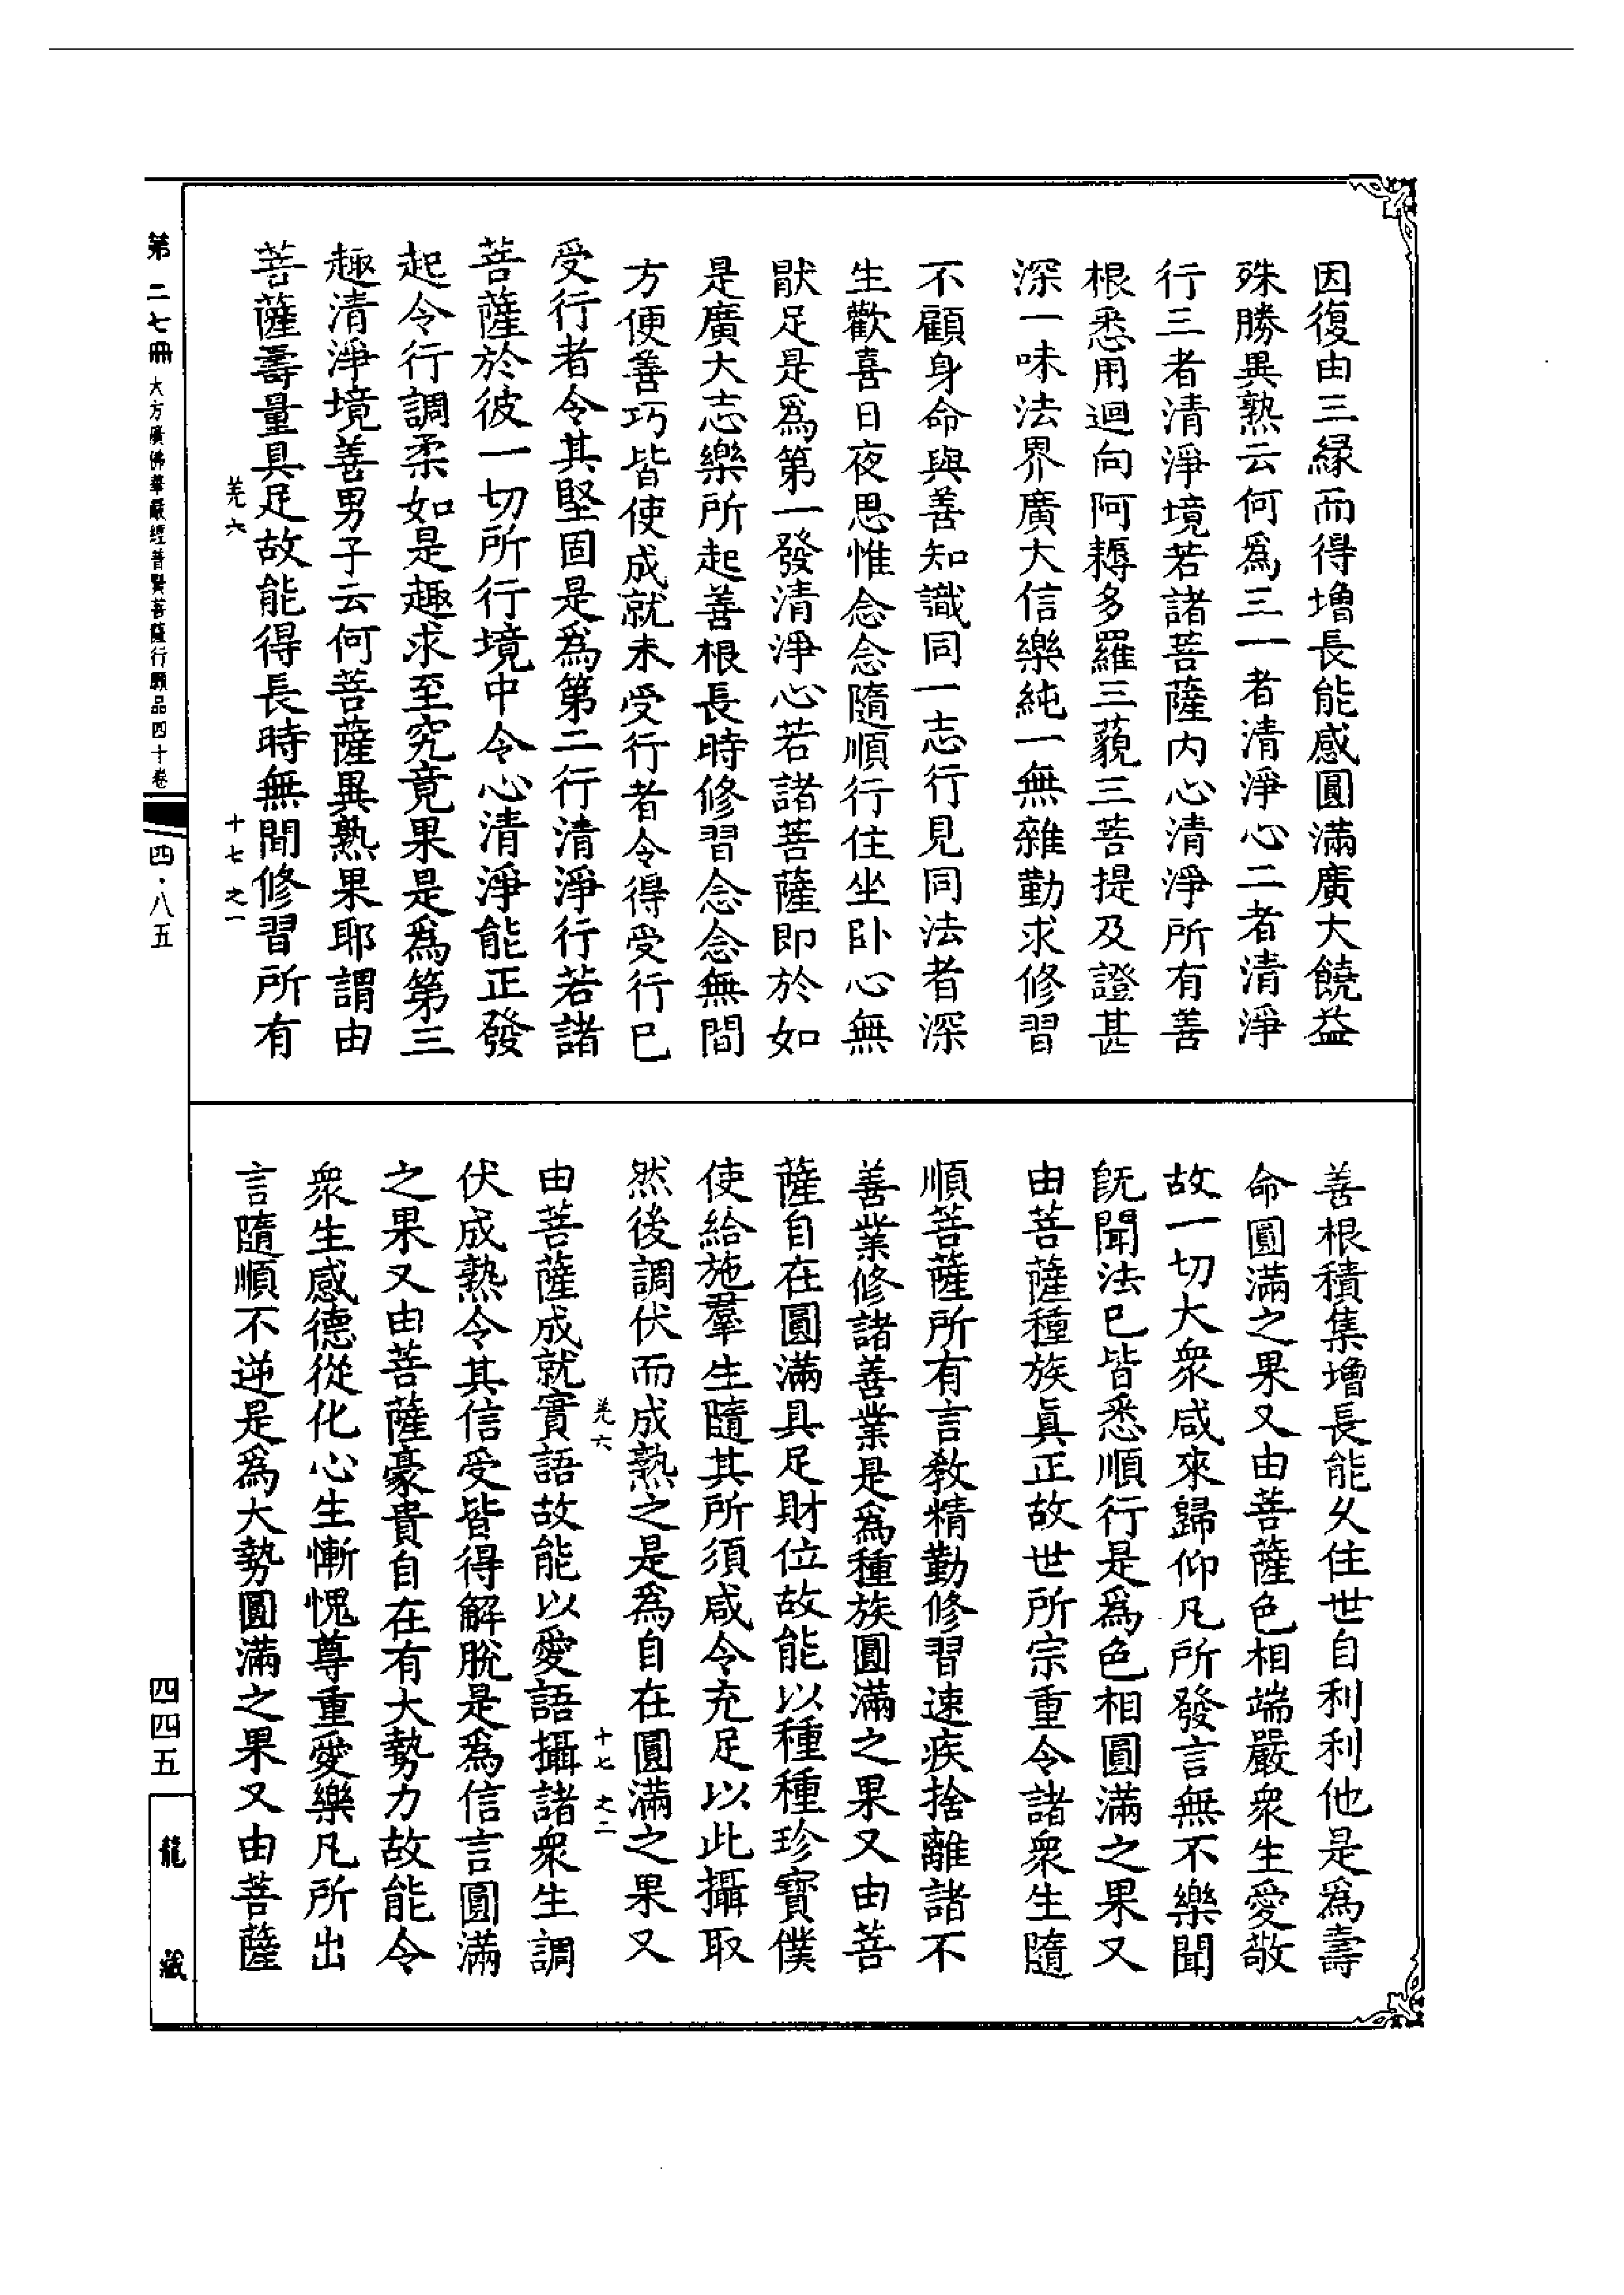 因復由三緣而得增長能感圓滿廣大饒益
殊勝異熟云何爲三一者清淨心二者清淨
行三者清淨境若諸菩薩内心清淨所有善
根悉用迴向阿耨多羅三藐三菩提及證甚
深一味法界廣大信樂純一無雜勤求修習
不顧身命與善知識同一志行見同法者深
生歡喜日夜思惟念念隨順行住坐卧心無
猒足是爲第一發清淨心若諸菩薩即於如
是廣大志樂所起善根長時修習念念無間
方便善巧皆使成就未受行者令得受行已
受行者令其堅固是爲第二行清淨行若諸
菩薩於彼一切所行境中令心清淨能正發
起令行調柔如是趣求至究竟果是爲第三
趣清淨境善男子云何菩薩異熟果耶謂由
菩薩壽量具足故能得長時無間修習所有
羌六　十七之一
善根積集增長能久住世自利利他是爲壽
命圓滿之果又由菩薩色相端嚴衆生愛敬
故一切大衆咸來歸仰凡所發言無不樂聞
旣聞法已皆悉順行是爲色相圓滿之果又
由菩薩種族眞正故世所宗重令諸衆生隨
順菩薩所有言敎精勤修習速疾捨離諸不
善業修諸善業是爲種族圓滿之果又由菩
薩自在圓滿具足財位故能以種種珍寶僕
使給施羣生隨其所須咸令充足以此攝取
然後調伏而成熟之是爲自在圓滿之果又
羌六　十七之二
由菩薩成就實語故能以愛語攝諸衆生調
伏成熟令其信受皆得解脫是爲信言圓滿
之果又由菩薩豪貴自在有大勢力故能令
衆生感德從化心生慚愧尊重愛樂凡所出
言隨順不逆是爲大勢圓滿之果又由菩薩
第二七冊　大方廣佛華嚴經普賢菩薩行願品四十卷　四・八五
四四五　龍藏